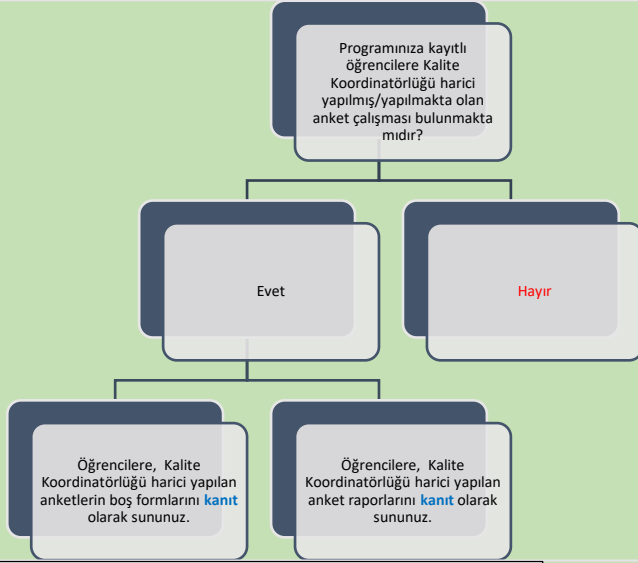 Programınıza kayıtlı
öğrencilere Kalite
Koordinatörlüğü harici
yapılmış/yapılmakta olan
anket çalışması bulunmakta
mıdır?
Evet
Hayır
Öğrencilere, Kalite
Koordinatörlüğü harici yapılan
anketlerin boş formlarını kanıt
olarak sununuz.
Öğrencilere, Kalite
Koordinatörlüğü harici yapılan
anket raporlarını kanıt olarak
sununuz.